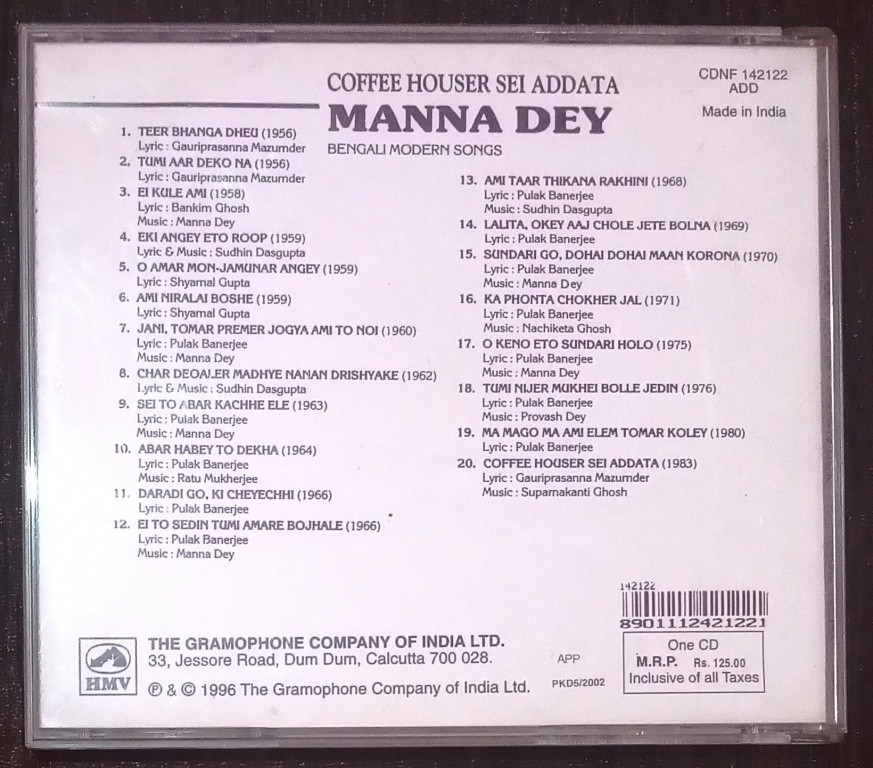 COFFEE HOUSER SEI ADDATA
MANNA DEY
BENGALI MODERN SONGS
CDNF 142122
ADD
Made in India
1. TEER BHANGA DHEU (1956)
Lyric : Gauriprasanna Mazumder
2. TUMI AAR DEKO NA (1956)
Lyric : Gauriprasanna Mazumder
3. EI KULE AMI (1958)
Lyric : Bankim Ghosh
Music : Manna Dey
4. EKI ANGEY ETO ROOP (1959)
Lyric & Music : Sudhin Dasgupta
5. O AMAR MON-JAMUNAR ANGEY (1959)
Lyric : Shyamal Gupta
6. AMI NIRALAI BOSHE (1959)
Lyric : Shyamal Gupta
7. JANI, TOMAR PREMER JOGYA AMI TO NOI (1960)
Lyric : Pulak Banerjee
Music : Manna Dey
8. CHAR DEOALER MADHYE NANAN DRISHYAKE (1962)
Lyric & Music : Sudhin Dasgupta
9. SEI TO ABAR KACHHE ELE (1963)
Lyric : Pulak Banerjee
Music : Manna Dey
10. ABAR HABEY TO DEKHA (1964)
Lyric : Pulak Banerjee
Music : Ratu Mukherjee
11. DARADI GO, KI CHEYECHHI (1966)
Lyric : Pulak Banerjee
12. EI TO SEDIN TUMI AMARE BOJHALE (1966)
Lyric : Pulak Banerjee
Music : Manna Dey
13. AMI TAAR THIKANA RAKHINI (1968)
Lyric : Pulak Banerjee
Music : Sudhin Dasgupta
14. LALITA, OKEY AAJ CHOLE JETE BOLNA (1969)
Lyric : Pulak Banerjee
15. SUNDARI GO, DOHAI DOHAI MAAN KORONA (1970)
Lyric : Pulak Banerjee
Music : Manna Dey
16. KA PHONTA CHOKHER JAL (1971)
Lyric : Pulak Banerjee
Music : Nachiketa Ghosh
17. O KENO ETO SUNDARI HOLO (1975)
Lyric : Pulak Banerjee
Music : Manna Dey
18. TUMI NIJER MUKHEI BOLLE JEDIN (1976)
Lyric : Pulak Banerjee
Music : Provash Dey
19. MA MAGO MA AMI ELEM TOMAR KOLEY (1980)
Lyric : Pulak Banerjee
20. COFFEE HOUSER SEI ADDATA (1983)
Lyric : Gauriprasanna Mazumder
Music : Suparnakanti Ghosh
142122
8901112421221
HMV
THE GRAMOPHONE COMPANY OF INDIA LTD.
33, Jessore Road, Dum Dum, Calcutta 700 028.
℗ & © 1996 The Gramophone Company of India Ltd.
APP
PKD5/2002
One CD
M.R.P. Rs. 125.00
Inclusive of all Taxes